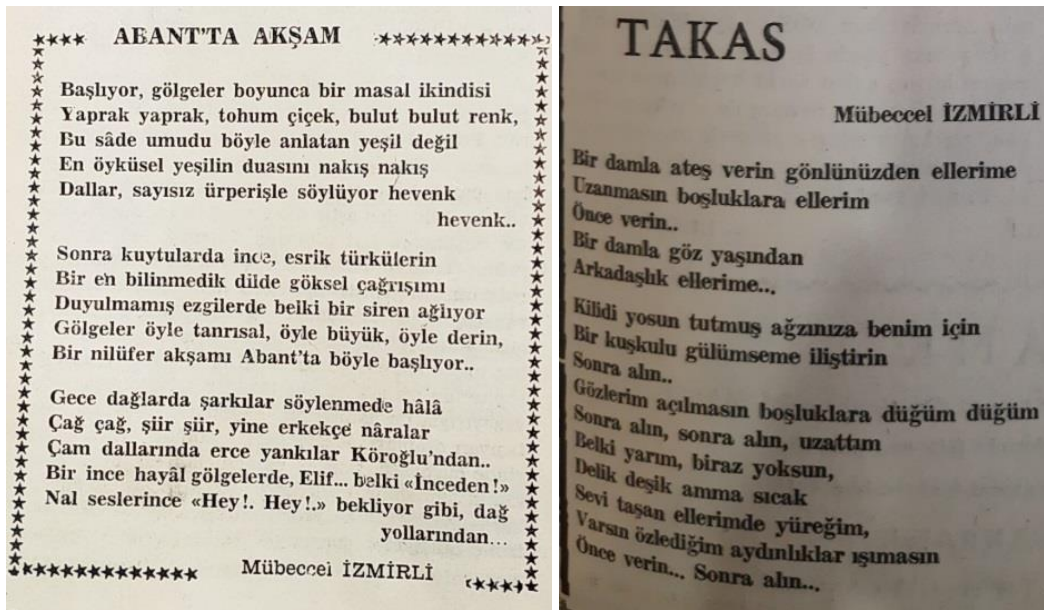 ABANT'TA AKŞAM
Başlıyor, gölgeler boyunca bir masal ikindisi
Yaprak yaprak, tohum çiçek, bulut bulut renk,
Bu sâde umudu böyle anlatan yeşil değil
En öyküsel yeşilin duasını nakış nakış
Dallar, sayısız ürperişle söylüyor hevenk
hevenk..
Sonra kuytularda ince, esrik türkülerin
Bir en bilinmedik dilde göksel çağrışımı
Duyulmamış ezgilerde belki bir siren ağlıyor
Gölgeler öyle tanrısal, öyle büyük, öyle derin,
Bir nilüfer akşamı Abant'ta böyle başlıyor..
Gece dağlarda şarkılar söylenmede hâlâ
Çağ çağ, şiir şiir, yine erkekçe nâralar
Çam dallarında erce yankılar Köroğlu'ndan..
Bir ince hayâl gölgelerde, Elif... belki «İnceden!»
Nal seslerince «Hey!. Hey!.» bekliyor gibi, dağ
yollarından...
Mübeccel İZMİRLİ
TAKAS
Mübeccel İZMİRLİ
Bir damla ateş verin gönlünüzden ellerime
Uzanmasın boşluklara ellerim
Önce verin..
Bir damla göz yaşından
Arkadaşlık ellerime...
Kilidi yosun tutmuş ağzınıza benim için
Bir kuşkulu gülümseme iliştirin
Sonra alın..
Gözlerim açılmasın boşluklara düğüm düğüm
Sonra alın, sonra alın, uzattım
Belki yarım, biraz yoksun,
Delik deşik amma sıcak
Sevi taşan ellerimde yüreğim,
Varsın özlediğim aydınlıklar ışımasın
Önce verin... Sonra alın...